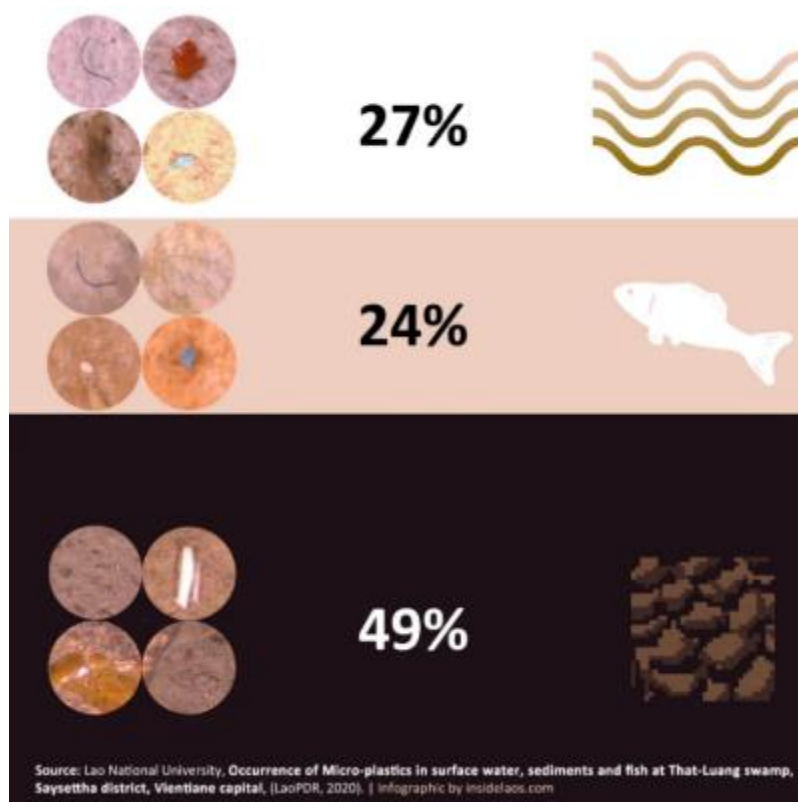 27%
24%
49%
Source: Lao National University, Occurrence of Micro-plastics in surface water, sediments and fish at That-Luang swamp,
Saysettha district, Vientiane capital, (LaoPDR, 2020). | Infographic by insidelaos.com